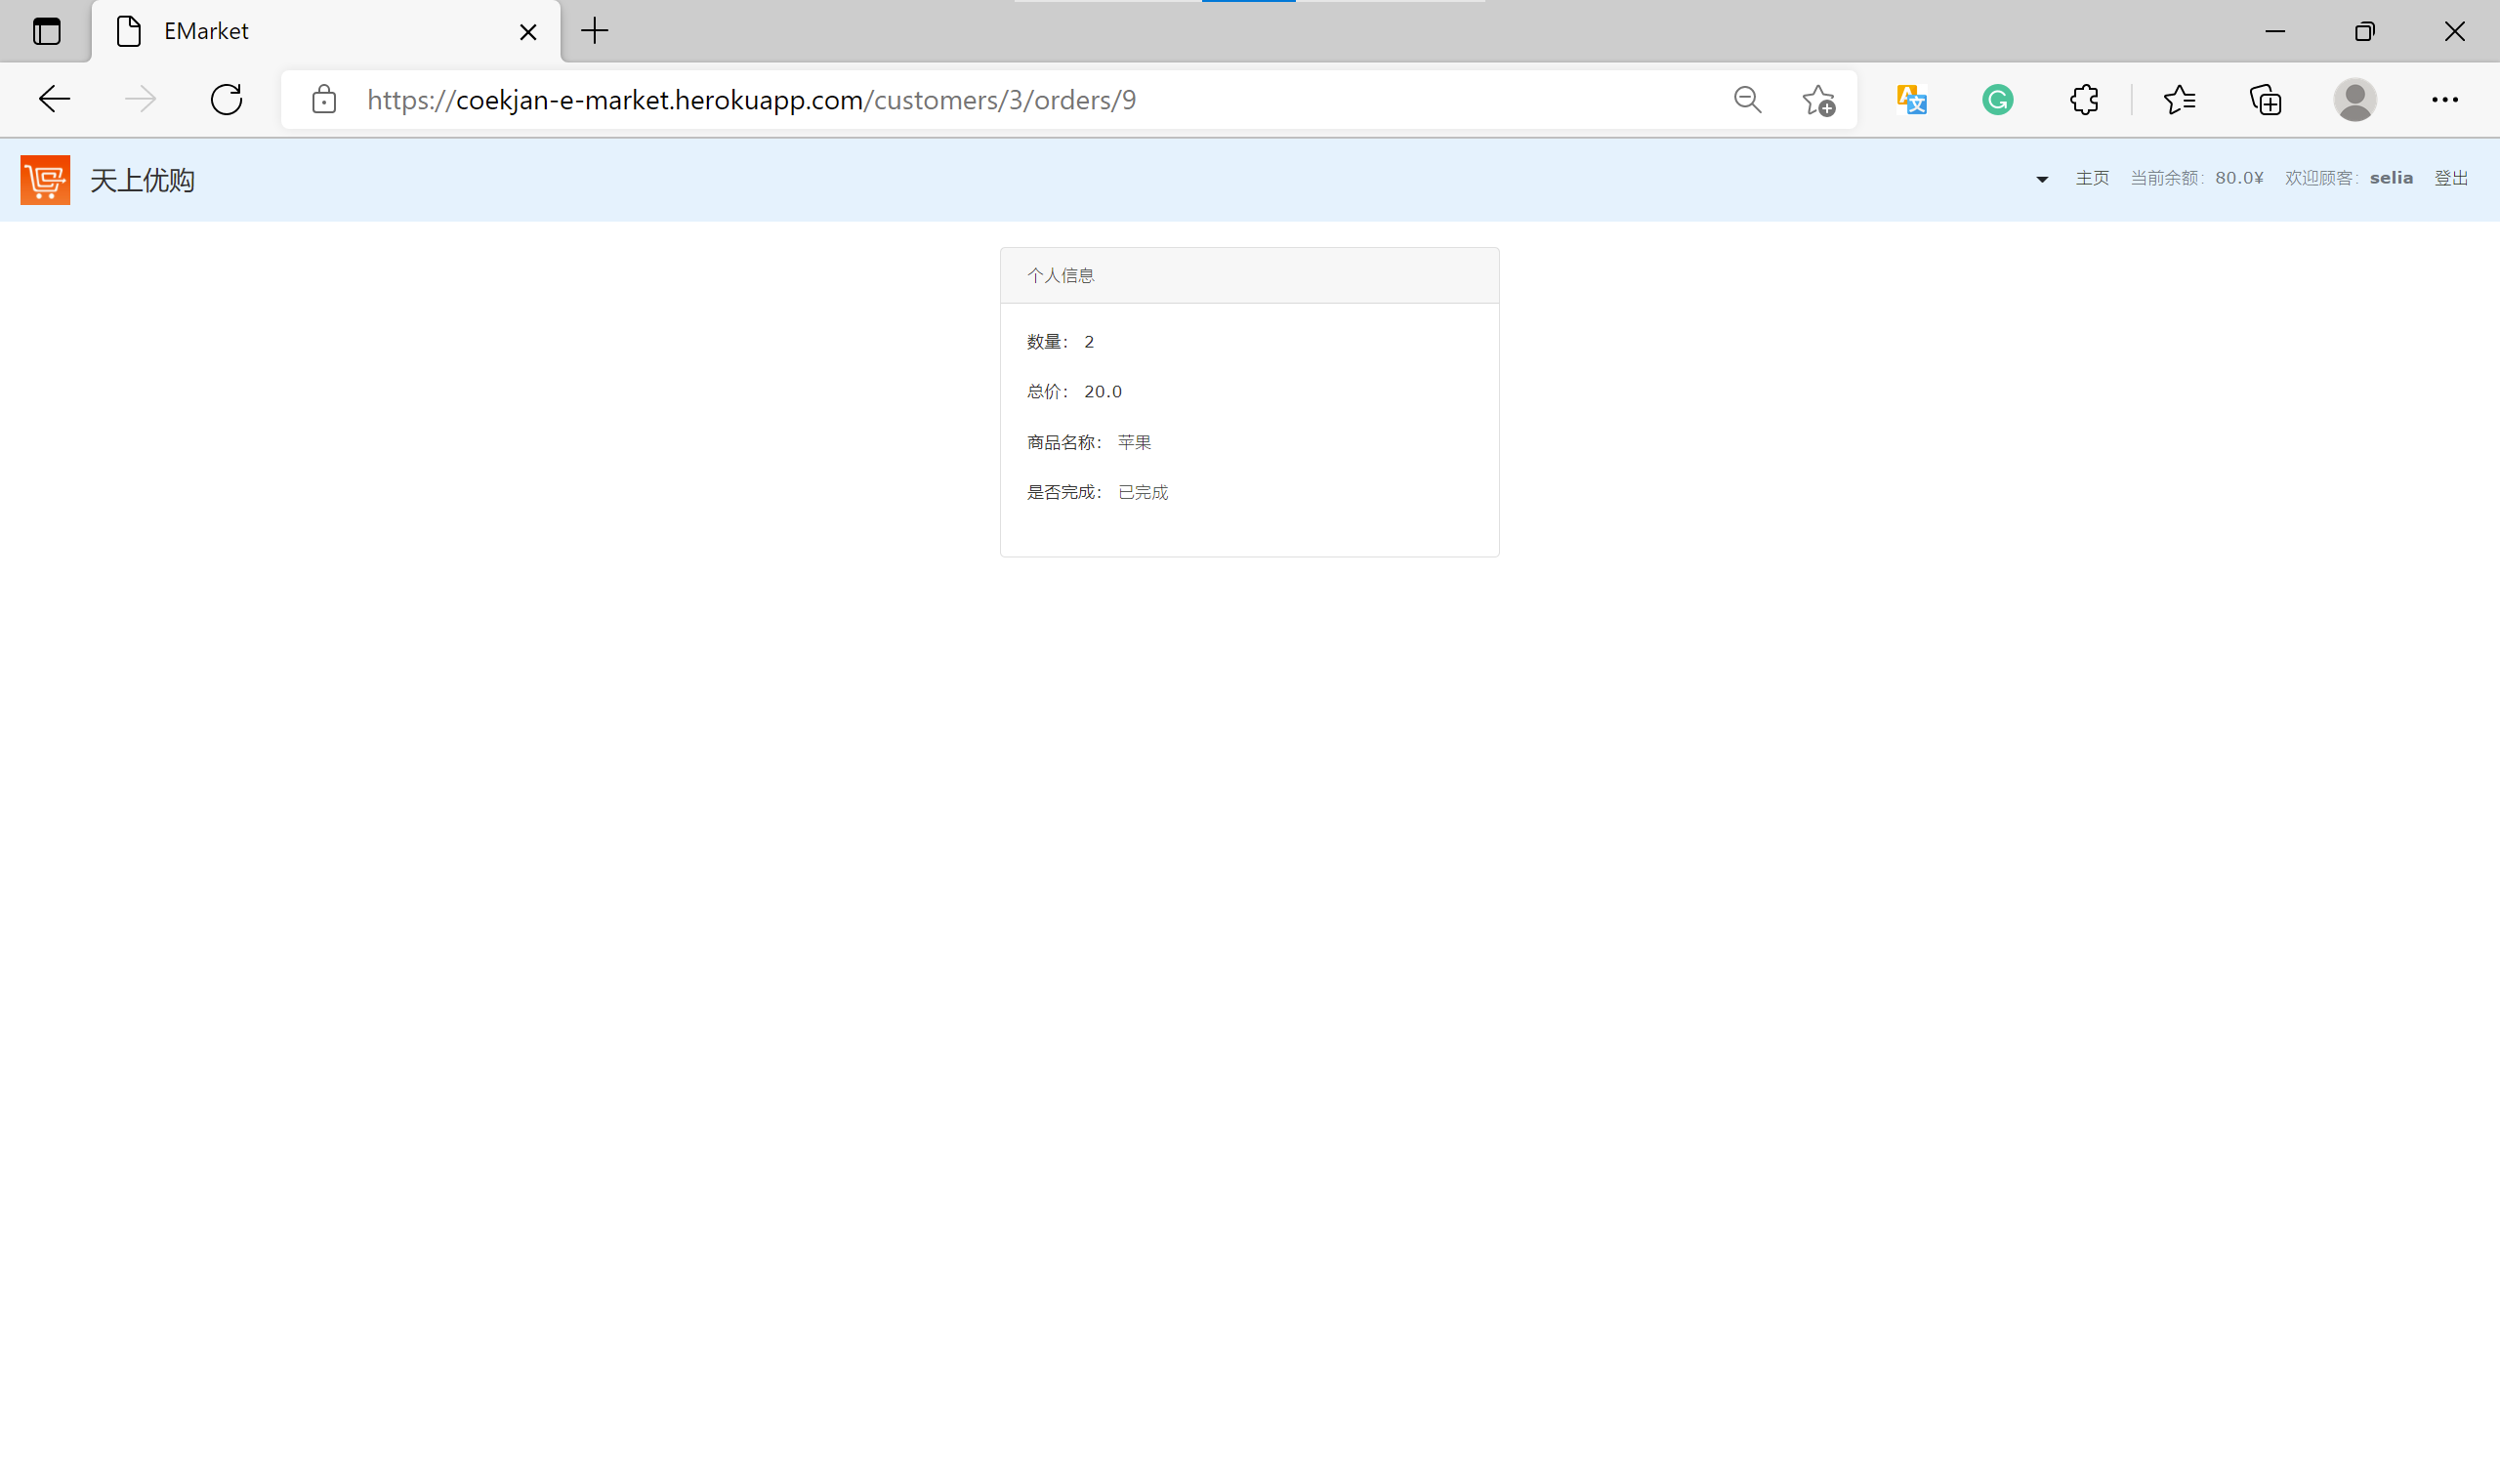 EMarket
https://coekjan-e-market.herokuapp.com/customers/3/orders/9
天上优购 主页 当前余额: 80.0¥ 欢迎顾客: selia 登出
个人信息
数量: 2
总价: 20.0
商品名称: 苹果
是否完成: 已完成